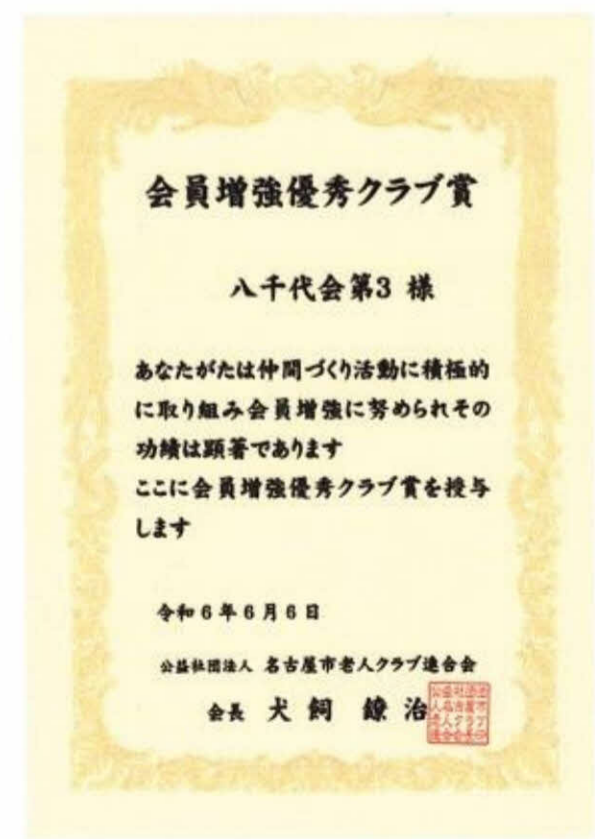 会員増強優秀クラブ賞
八千代会第3 様
あなたがたは仲間づくり活動に積極的
に取り組み会員増強に努められその
功績は顕著であります
ここに会員増強優秀クラブ賞を授与
します
令和6年6月6日
公益社団法人 名古屋市老人クラブ連合会
会長 犬飼 鐐治